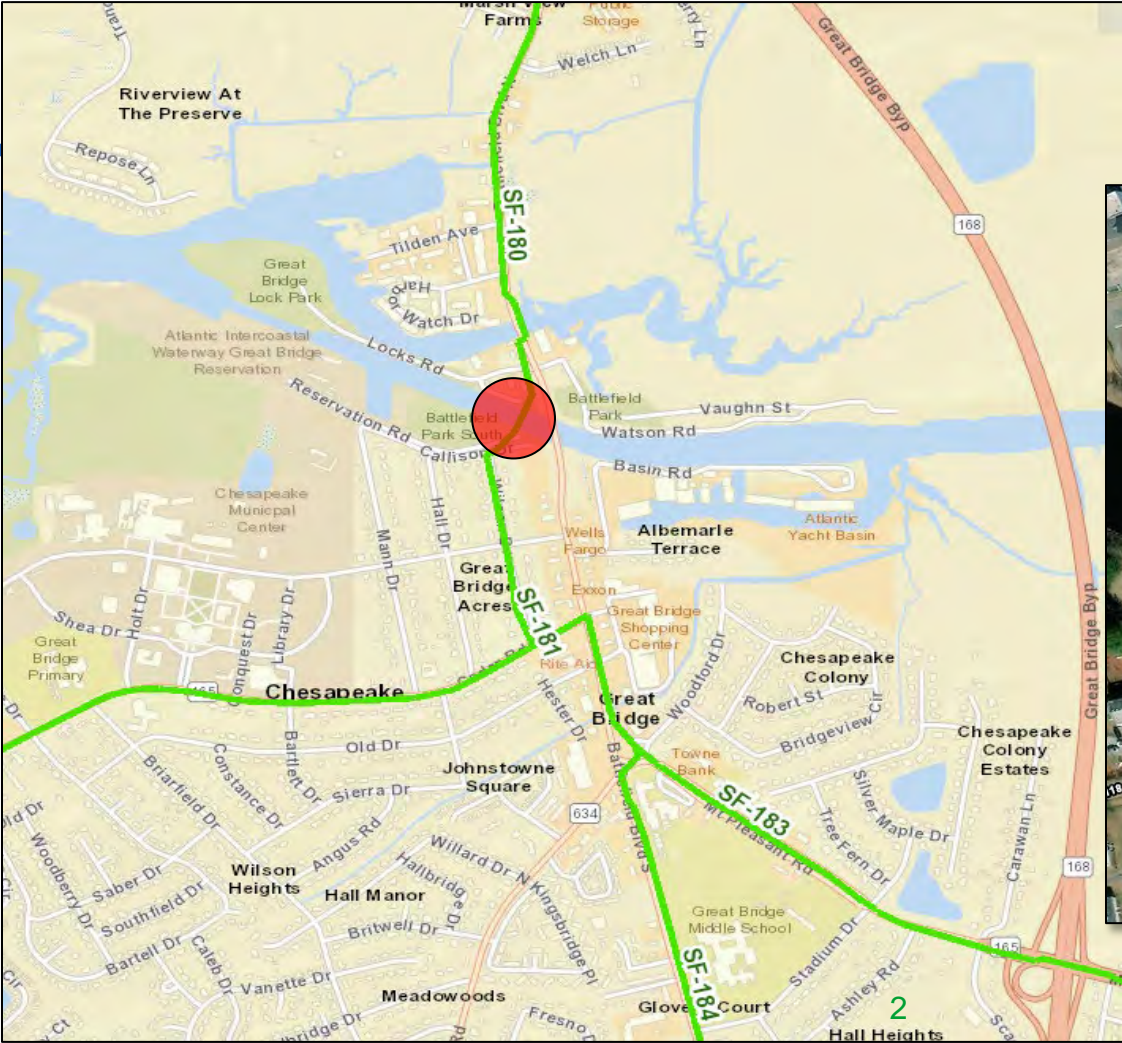 Farms
Public
Storage
Welch Ln
Great Bridge Byp
Riverview At
The Preserve
Repose Ln
SF-180
168
Tilden Ave
Great
Bridge
Lock Park
Harbor Watch Dr
Atlantic Intercoastal
Waterway Great Bridge
Reservation
Locks Rd
Reservation Rd
Battlefield
Park South
Battlefield
Park
Vaughn St
Watson Rd
Basin Rd
Chesapeake
Municpal
Center
Mann Dr
Hall Dr
Wells
Fargo
Albemarle
Terrace
Atlantic
Yacht Basin
Great
Bridge
Acres
SF-181
Exxon
Great Bridge
Shopping
Center
Great Bridge Byp
Shea Dr
Holt Dr
Conquest Dr
Library Dr
Great
Bridge
Primary
Rite Aid
Woodford Dr
Chesapeake
Colony
165
Chesapeake
Hester Dr
Great
Bridge
Robert St
Bridgeview Cir
Chesapeake
Colony
Estates
Old Dr
Bartlett Dr
Constance Dr
Briarfield Dr
Sierra Dr
Johnstowne
Square
Towne
Bank
634
Battlefield Blvd S
SF-183
Mt Pleasant Rd
Silver Maple Dr
Tree Fern Dr
Carawan Ln
168
Old Dr
Woodberry Dr
Saber Dr
Southfield Dr
Bartell Dr
Caleb Dr
Vanette Dr
Wilson
Heights
Angus Rd
Hall Manor
Willard Dr
Hallbridge Dr
Britwell Dr
N Kingsbridge Pl
Great Bridge
Middle School
Stadium Dr
Ashley Rd
165
SF-184
Meadowoods
Fresno
Glove Court
2
Hall Heights